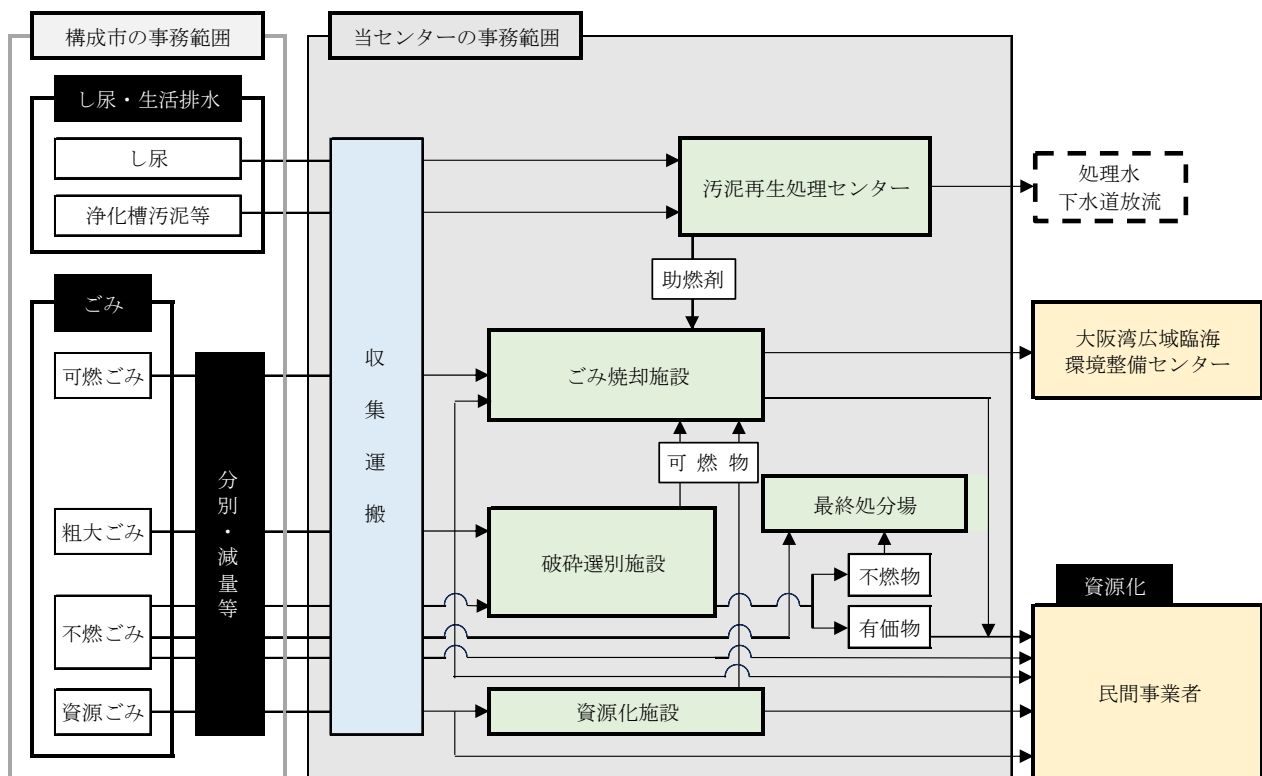 構成市の事務範囲
当センターの事務範囲
し尿・生活排水
し尿
浄化槽汚泥等
汚泥再生処理センター
処理水
下水道放流
助燃剤
ごみ
可燃ごみ
粗大ごみ
不燃ごみ
資源ごみ
分別・減量等
収集運搬
ごみ焼却施設
大阪湾広域臨海
環境整備センター
可燃物
破砕選別施設
最終処分場
不燃物
有価物
資源化施設
資源化
民間事業者